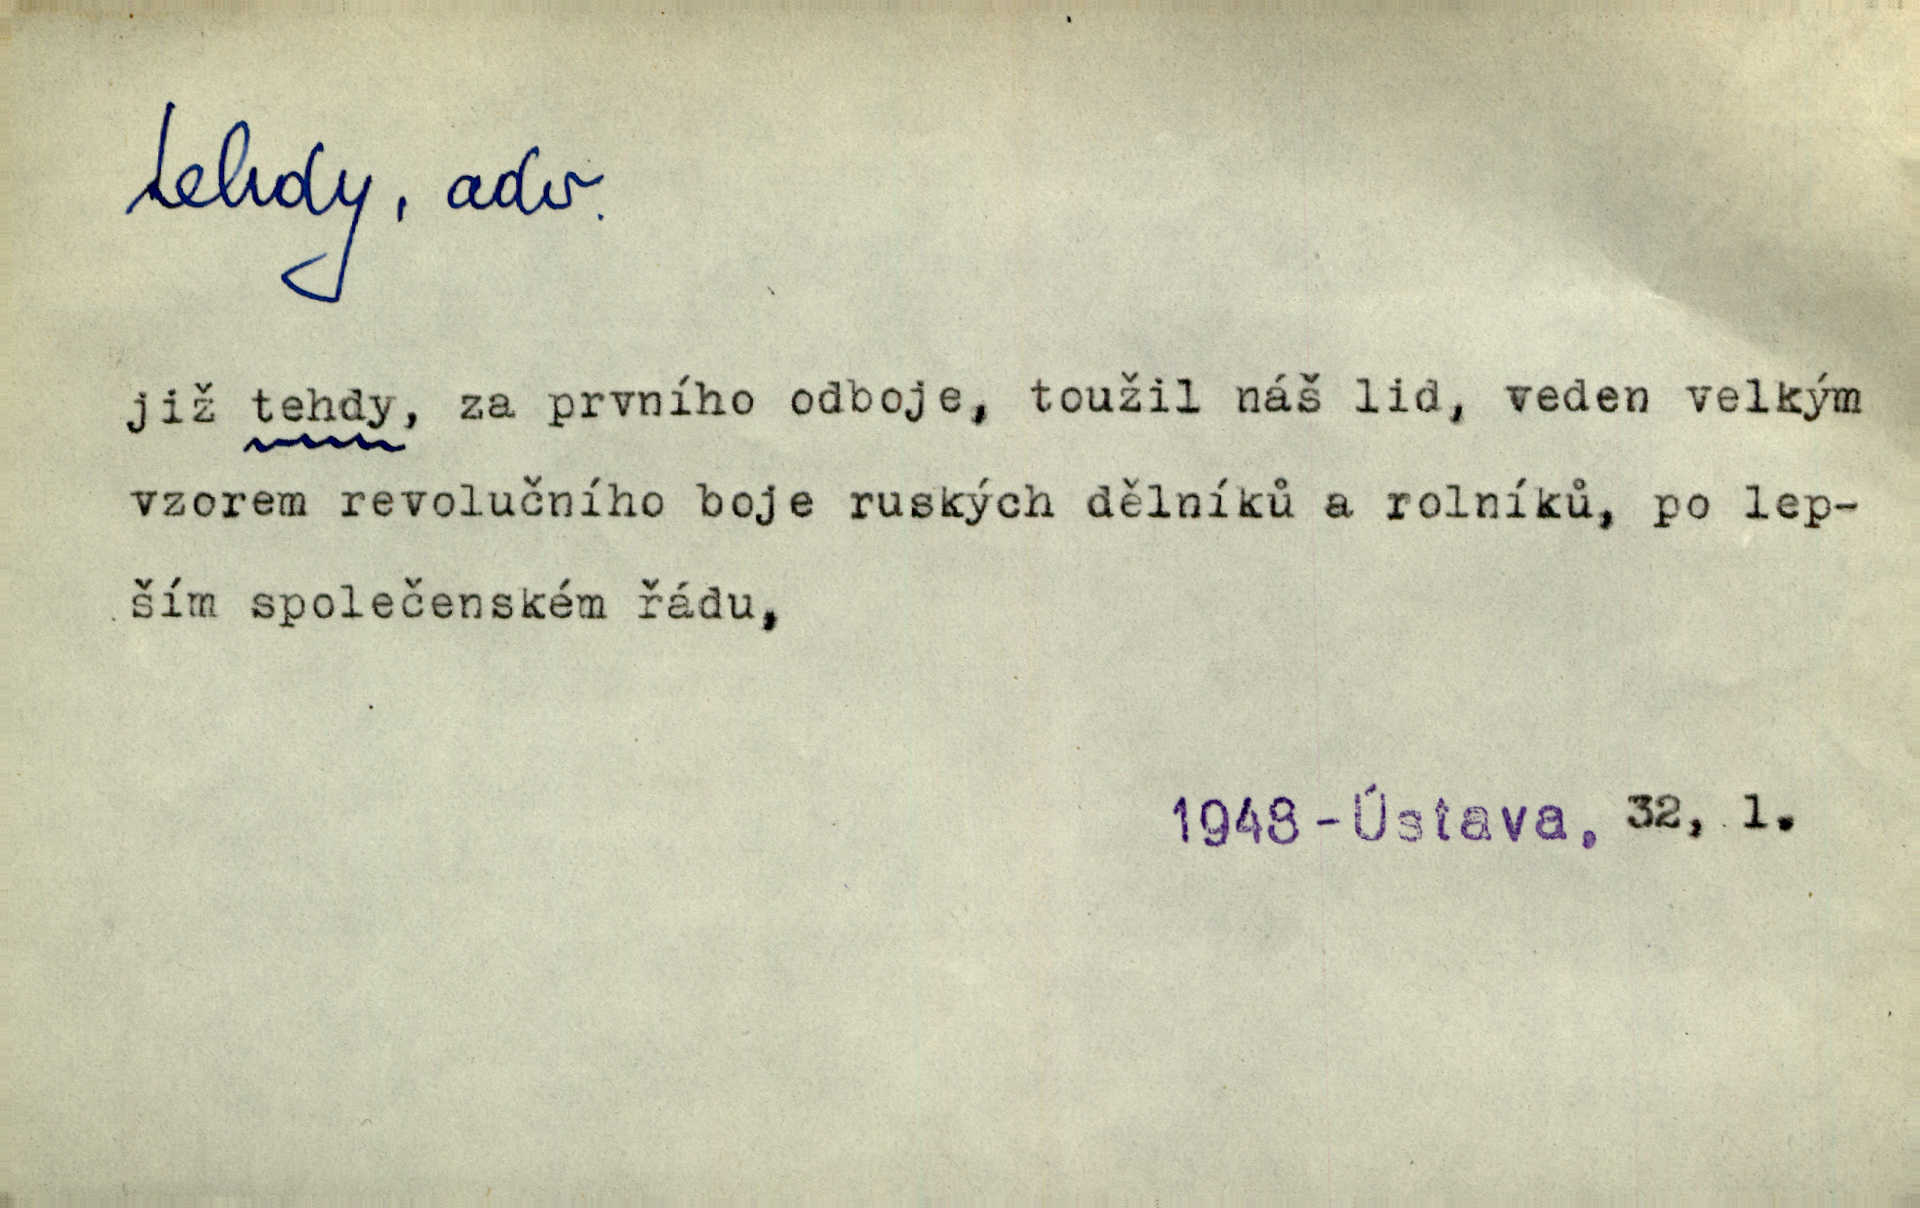 tehdy, adv.
již tehdy, za prvního odboje, toužil náš lid, veden velkým
vzorem revolučního boje ruských dělníků a rolníků, po lep-
ším společenském řádu,
1948 - Ústava, 32, 1.